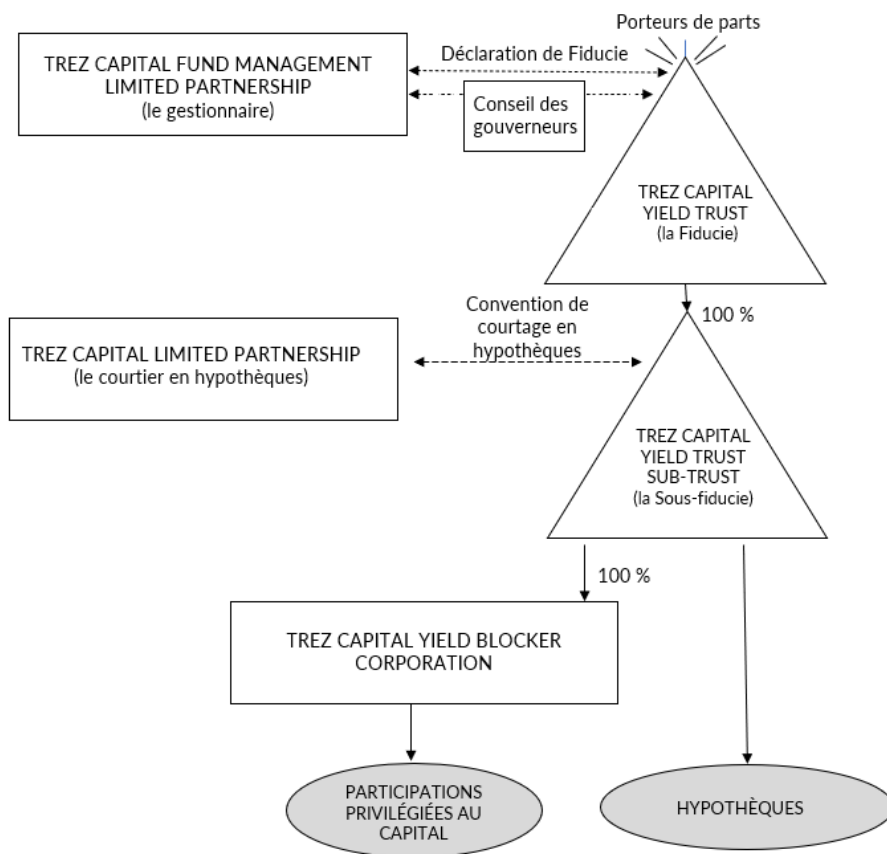 Porteurs de parts
TREZ CAPITAL FUND MANAGEMENT
LIMITED PARTNERSHIP
(le gestionnaire)
Déclaration de Fiducie
Conseil des
gouverneurs
TREZ CAPITAL
YIELD TRUST
(la Fiducie)
100 %
Convention de
courtage en
hypothèques
TREZ CAPITAL LIMITED PARTNERSHIP
(le courtier en hypothèques)
TREZ CAPITAL
YIELD TRUST
SUB-TRUST
(la Sous-fiducie)
100 %
TREZ CAPITAL YIELD BLOCKER
CORPORATION
PARTICIPATIONS
PRIVILÉGIÉES AU
CAPITAL
HYPOTHÈQUES